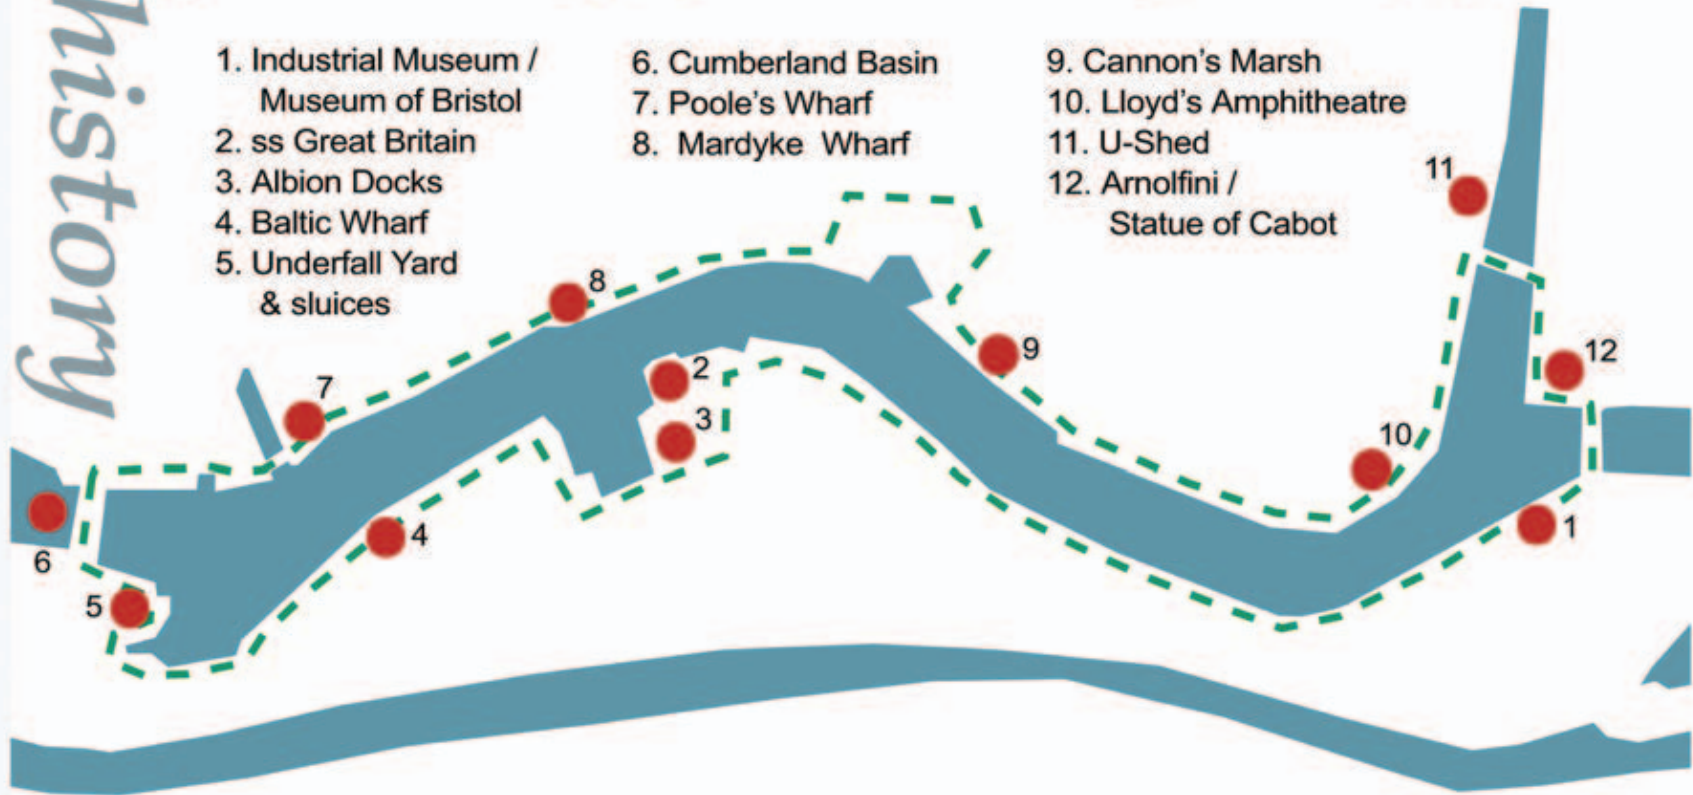 history
1. Industrial Museum /
Museum of Bristol
2. ss Great Britain
3. Albion Docks
4. Baltic Wharf
5. Underfall Yard
& sluices
6. Cumberland Basin
7. Poole's Wharf
8. Mardyke Wharf
9. Cannon's Marsh
10. Lloyd's Amphitheatre
11. U-Shed
12. Arnolfini /
Statue of Cabot
11
8
9
12
2
7
3
10
4
1
6
5